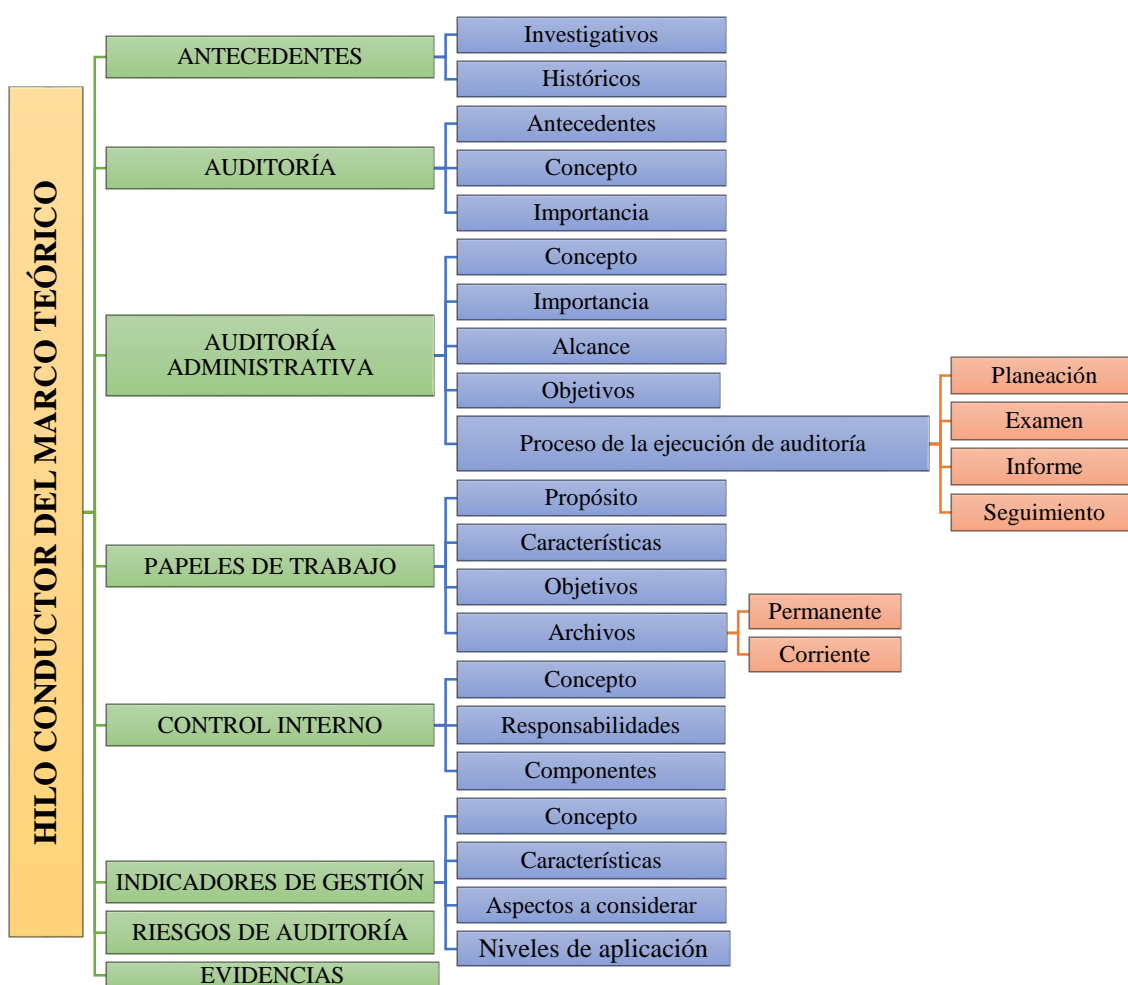 HILO CONDUCTOR DEL MARCO TEÓRICO
ANTECEDENTES
Investigativos
Históricos
AUDITORÍA
Antecedentes
Concepto
Importancia
AUDITORÍA
ADMINISTRATIVA
Concepto
Importancia
Alcance
Objetivos
Proceso de la ejecución de auditoría
Planeación
Examen
Informe
Seguimiento
PAPELES DE TRABAJO
Propósito
Características
Objetivos
Archivos
Permanente
Corriente
CONTROL INTERNO
Concepto
Responsabilidades
Componentes
INDICADORES DE GESTIÓN
Concepto
Características
Aspectos a considerar
Niveles de aplicación
RIESGOS DE AUDITORÍA
EVIDENCIAS